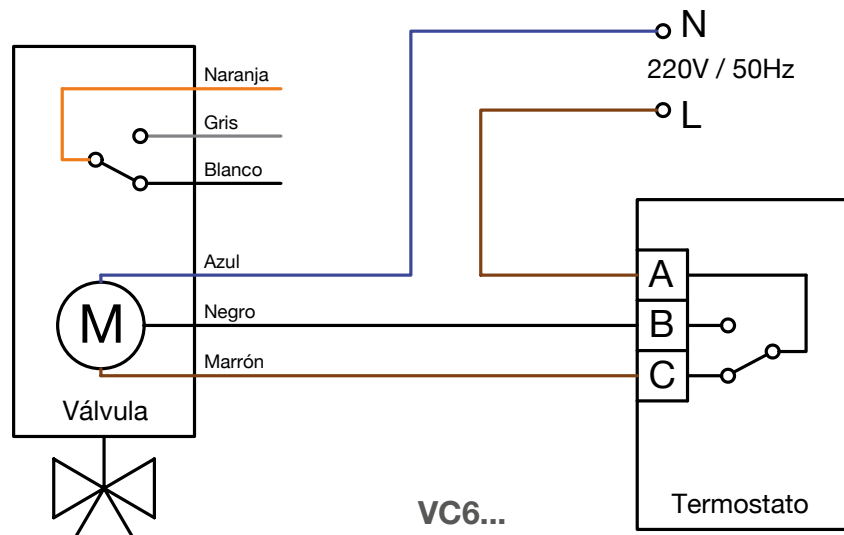 Naranja
Gris
Blanco
Azul
Negro
Marrón
M
Válvula
N
220V / 50Hz
L
A
B
C
Termostato
VC6...